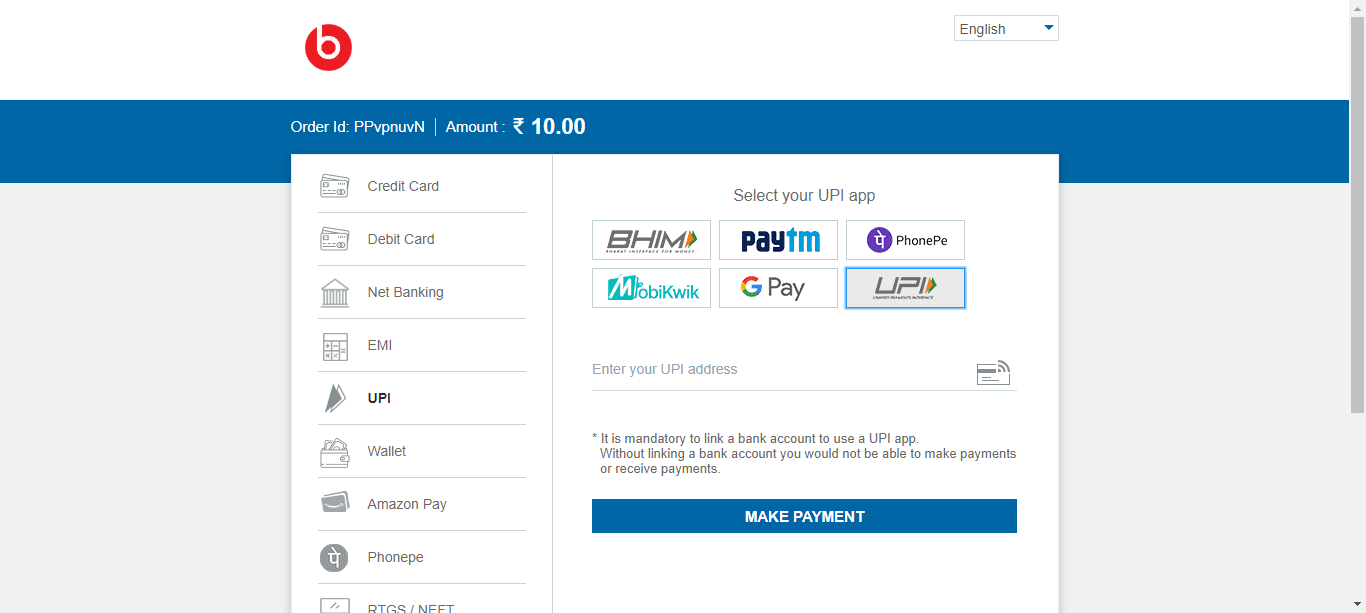 b
English
Order Id: PPvpnuvN | Amount : ₹ 10.00
Credit Card
Debit Card
Net Banking
EMI
UPI
Wallet
Amazon Pay
Phonepe
RTGS / NEFT
Select your UPI app
BHIM
BHARAT INTERFACE FOR MONEY
Paytm
पे PhonePe
MobiKwik
G Pay
UPI
UNIFIED PAYMENTS INTERFACE
Enter your UPI address
* It is mandatory to link a bank account to use a UPI app.
Without linking a bank account you would not be able to make payments
or receive payments.
MAKE PAYMENT